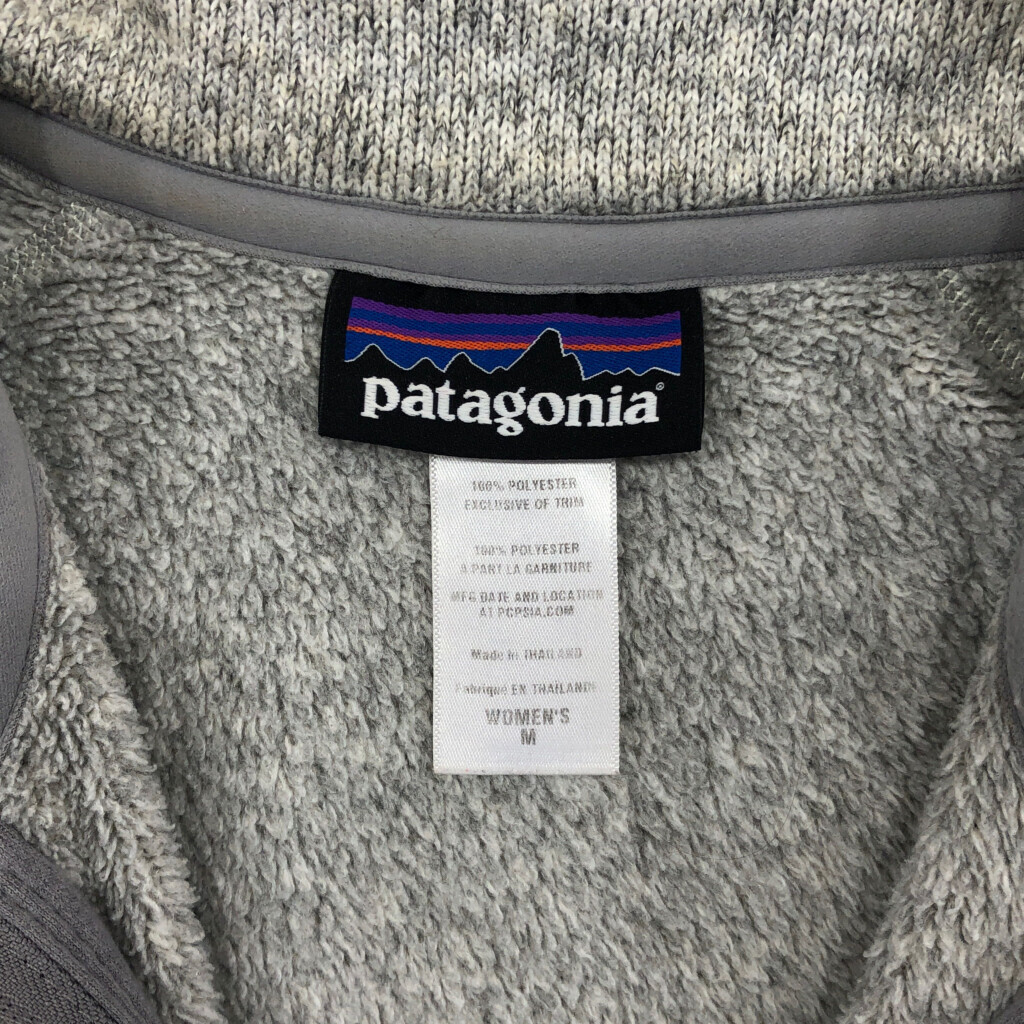 patagonia®
100% POLYESTER
EXCLUSIVE OF TRIM
100% POLYESTER
À PART LA GARNITURE
MFG DATE AND LOCATION
AT PCPSIA.COM
Made in THAILAND
Fabriqué EN THAÏLANDE
WOMEN'S
M